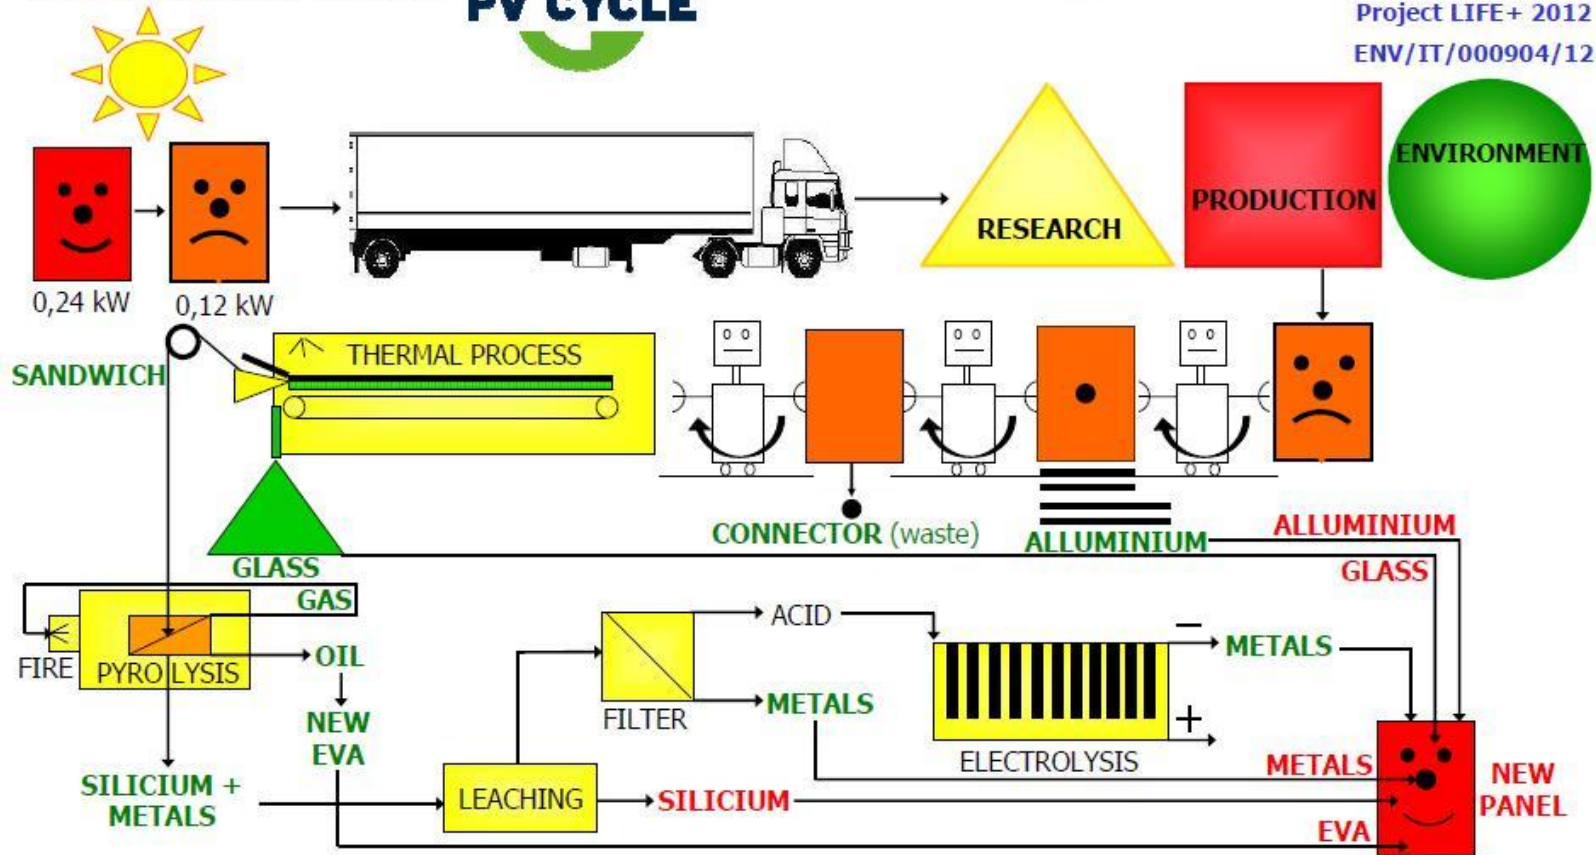 PV CYCLE
Project LIFE+ 2012
ENV/IT/000904/12
RESEARCH
PRODUCTION
ENVIRONMENT
0,24 kW
0,12 kW
SANDWICH
THERMAL PROCESS
CONNECTOR (waste)
ALLUMINIUM
ALLUMINIUM
GLASS
GLASS
GAS
FIRE
PYROLYSIS
OIL
NEW
EVA
SILICIUM +
METALS
LEACHING
FILTER
ACID
METALS
SILICIUM
ELECTROLYSIS
−
+
METALS
METALS
EVA
NEW
PANEL